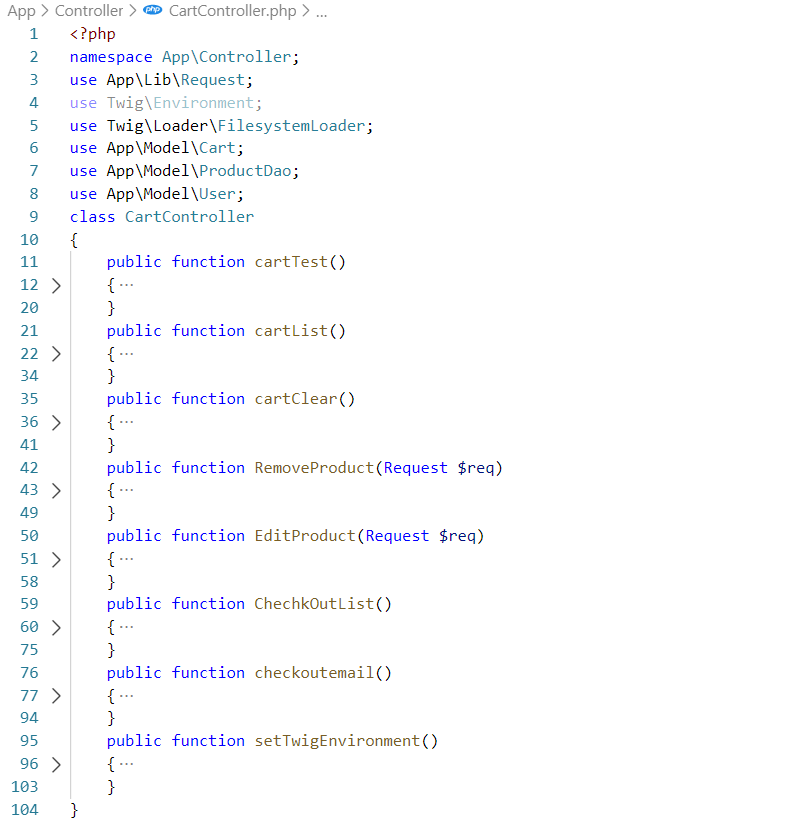 App > Controller > php CartController.php > ...
1 <?php
2 namespace App\Controller;
3 use App\Lib\Request;
4 use Twig\Environment;
5 use Twig\Loader\FilesystemLoader;
6 use App\Model\Cart;
7 use App\Model\ProductDao;
8 use App\Model\User;
9 class CartController
10 {
11 public function cartTest()
12 > { ...
20 }
21 public function cartList()
22 > { ...
34 }
35 public function cartClear()
36 > { ...
41 }
42 public function RemoveProduct(Request $req)
43 > { ...
49 }
50 public function EditProduct(Request $req)
51 > { ...
58 }
59 public function ChechkOutList()
60 > { ...
75 }
76 public function checkoutemail()
77 > { ...
94 }
95 public function setTwigEnvironment()
96 > { ...
103 }
104 }